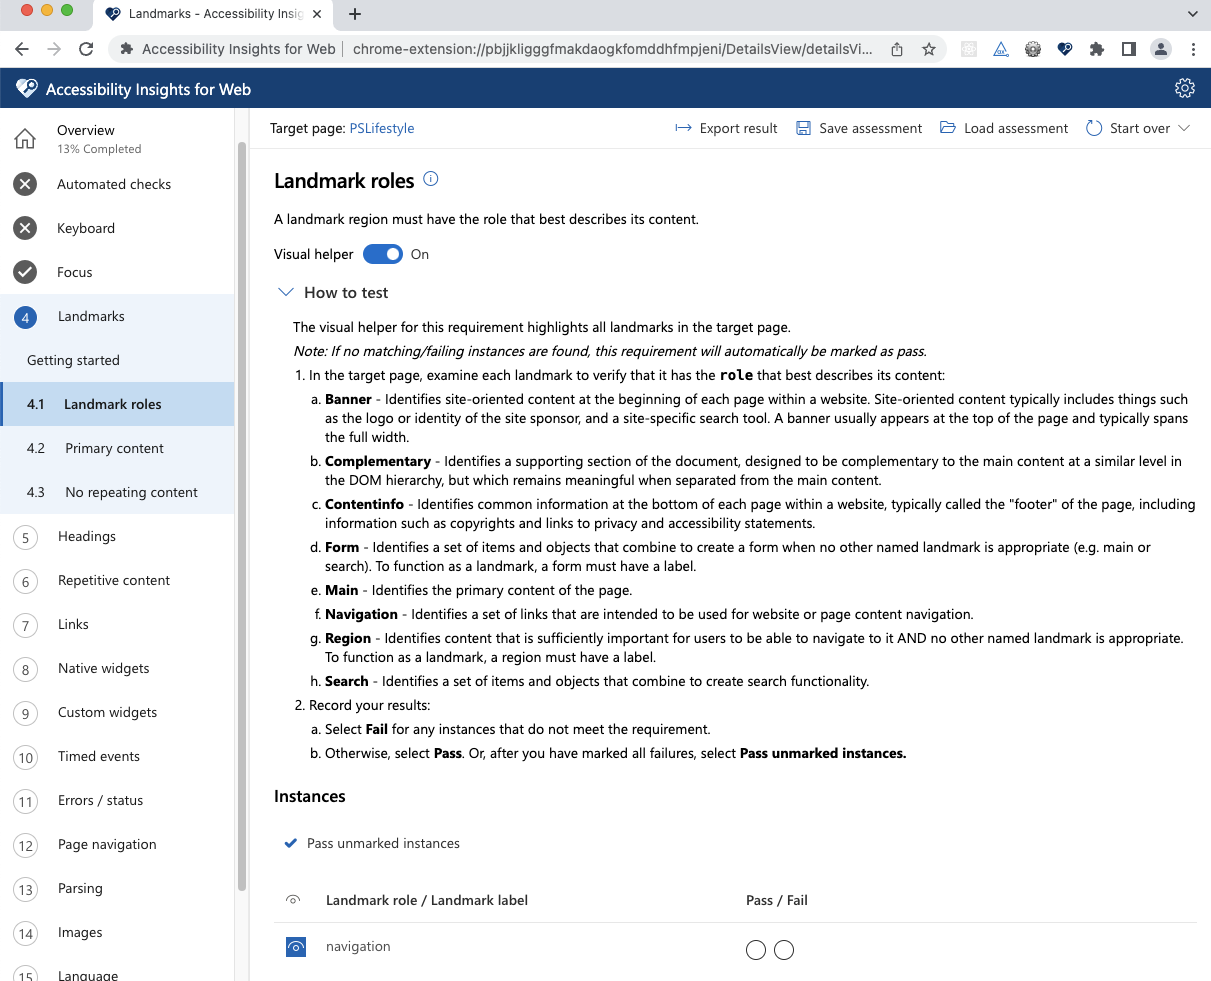 Landmarks - Accessibility Insig
Accessibility Insights for Web
chrome-extension://pbjjkligggfmakdaogkfomddhfmpjeni/DetailsView/detailsVi...
Accessibility Insights for Web
Overview
13% Completed
Automated checks
Keyboard
Focus
4 Landmarks
Getting started
4.1 Landmark roles
4.2 Primary content
4.3 No repeating content
5 Headings
6 Repetitive content
7 Links
8 Native widgets
9 Custom widgets
10 Timed events
11 Errors / status
12 Page navigation
13 Parsing
14 Images
15 Language
Target page: PSLifestyle
Export result
Save assessment
Load assessment
Start over
Landmark roles
A landmark region must have the role that best describes its content.
Visual helper On
How to test
The visual helper for this requirement highlights all landmarks in the target page.
Note: If no matching/failing instances are found, this requirement will automatically be marked as pass.
1. In the target page, examine each landmark to verify that it has the role that best describes its content:
a. Banner - Identifies site-oriented content at the beginning of each page within a website. Site-oriented content typically includes things such
as the logo or identity of the site sponsor, and a site-specific search tool. A banner usually appears at the top of the page and typically spans
the full width.
b. Complementary - Identifies a supporting section of the document, designed to be complementary to the main content at a similar level in
the DOM hierarchy, but which remains meaningful when separated from the main content.
c. Contentinfo - Identifies common information at the bottom of each page within a website, typically called the "footer" of the page, including
information such as copyrights and links to privacy and accessibility statements.
d. Form - Identifies a set of items and objects that combine to create a form when no other named landmark is appropriate (e.g. main or
search). To function as a landmark, a form must have a label.
e. Main - Identifies the primary content of the page.
f. Navigation - Identifies a set of links that are intended to be used for website or page content navigation.
g. Region - Identifies content that is sufficiently important for users to be able to navigate to it AND no other named landmark is appropriate.
To function as a landmark, a region must have a label.
h. Search - Identifies a set of items and objects that combine to create search functionality.
2. Record your results:
a. Select Fail for any instances that do not meet the requirement.
b. Otherwise, select Pass. Or, after you have marked all failures, select Pass unmarked instances.
Instances
Pass unmarked instances
Landmark role / Landmark label
Pass / Fail
navigation